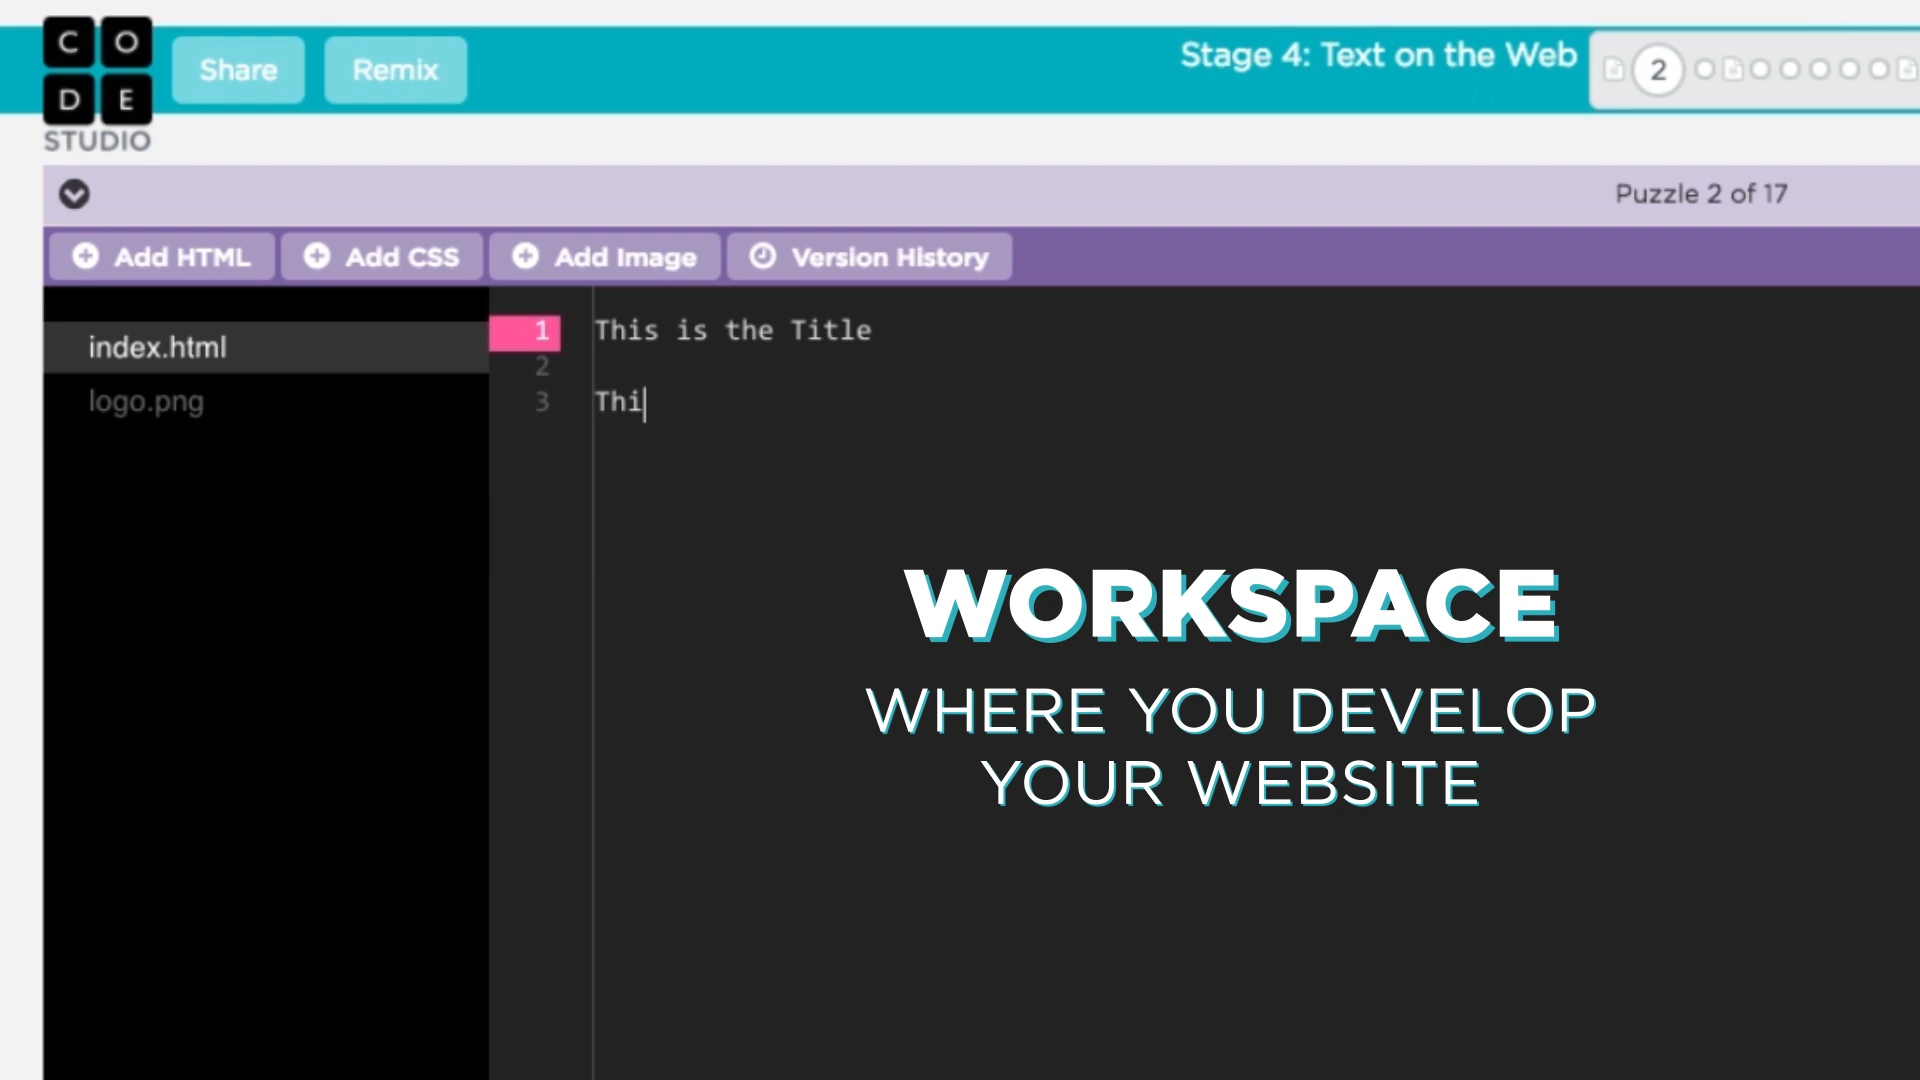 CO
DE
STUDIO
Share
Remix
Stage 4: Text on the Web
2
Puzzle 2 of 17
Add HTML
Add CSS
Add Image
Version History
index.html
logo.png
1 This is the Title
2
3 Thi
WORKSPACE
WHERE YOU DEVELOP
YOUR WEBSITE